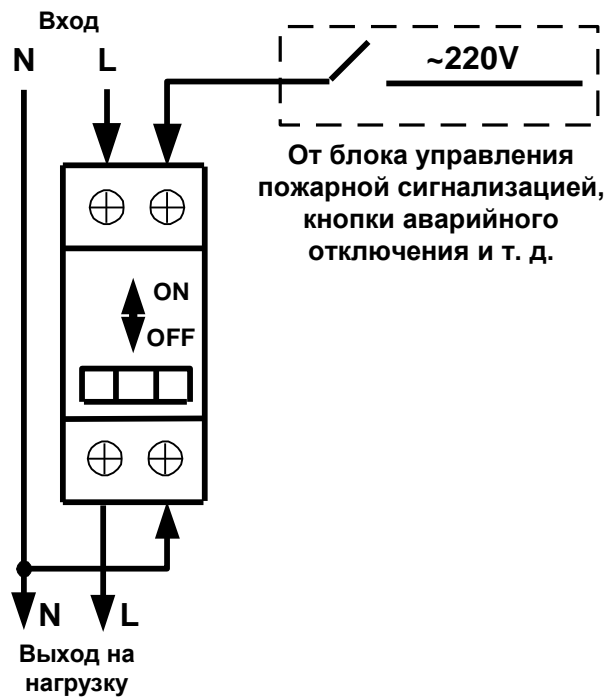 Вход
N L
~220V
От блока управления
пожарной сигнализацией,
кнопки аварийного
отключения и т. д.
ON
OFF
N L
Выход на
нагрузку